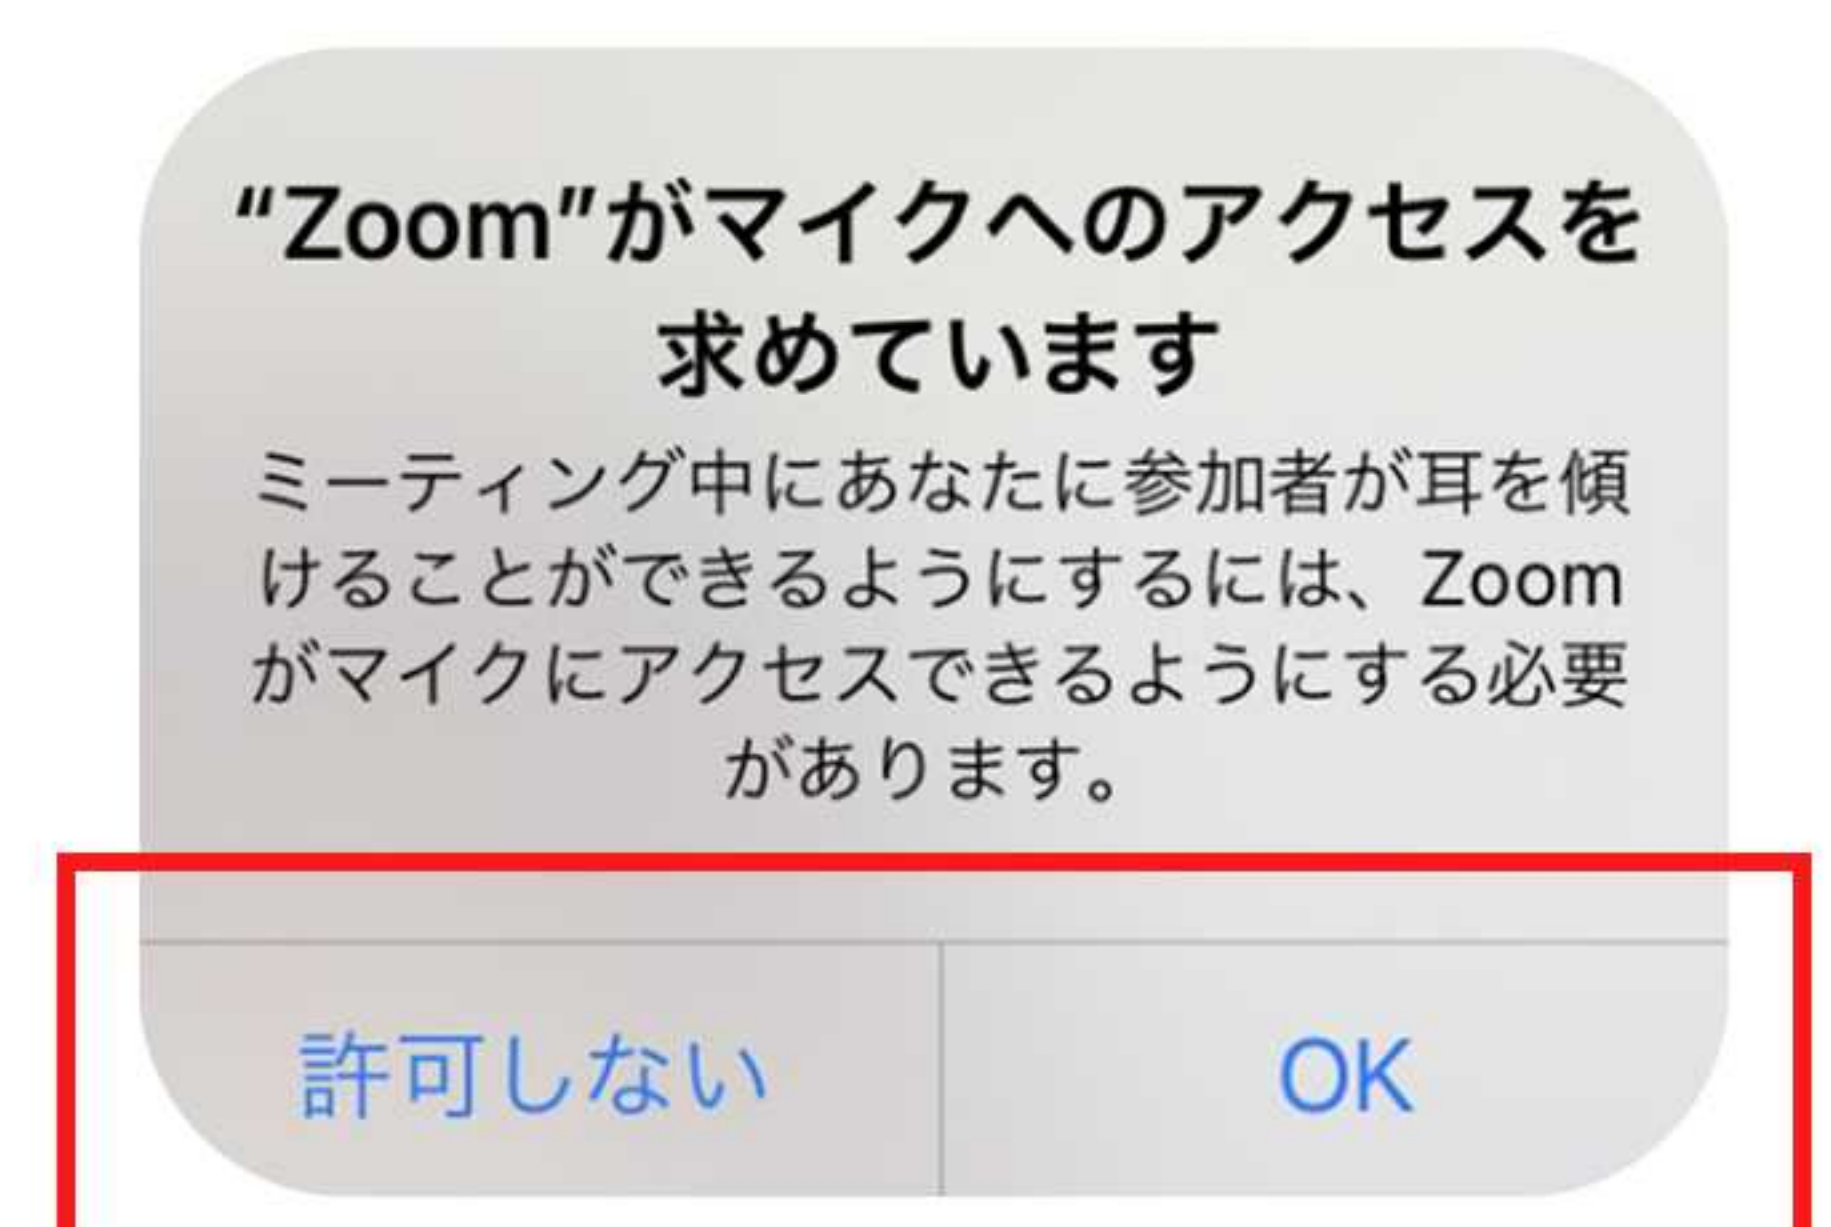 “Zoom”がマイクへのアクセスを
求めています
ミーティング中にあなたに参加者が耳を傾
けることができるようにするには、Zoom
がマイクにアクセスできるようにする必要
があります。
許可しない
OK